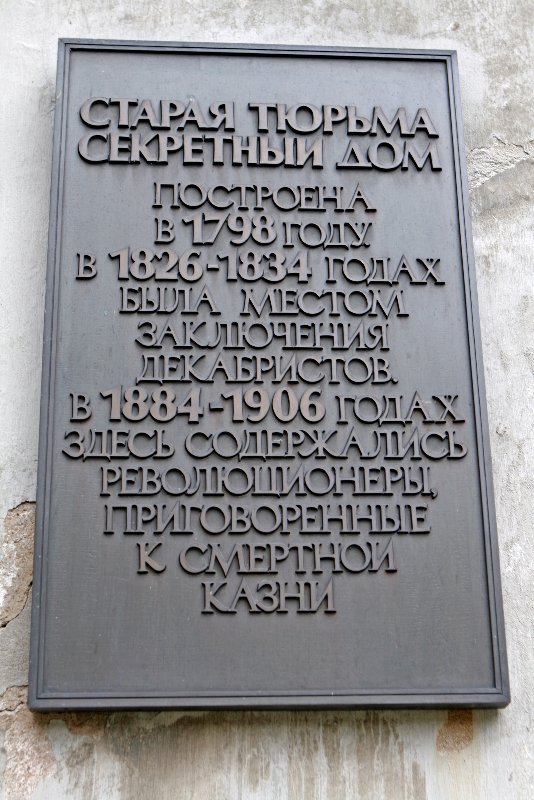 СТАРАЯ ТЮРЬМА
СЕКРЕТНЫЙ ДОМ
ПОСТРОЕНА
В 1798 ГОДУ
В 1826-1834 ГОДАХ
БЫЛА МЕСТОМ
ЗАКЛЮЧЕНИЯ
ДЕКАБРИСТОВ.
В 1884-1906 ГОДАХ
ЗДЕСЬ СОДЕРЖАЛИСЬ
РЕВОЛЮЦИОНЕРЫ,
ПРИГОВОРЕННЫЕ
К СМЕРТНОЙ
КАЗНИ